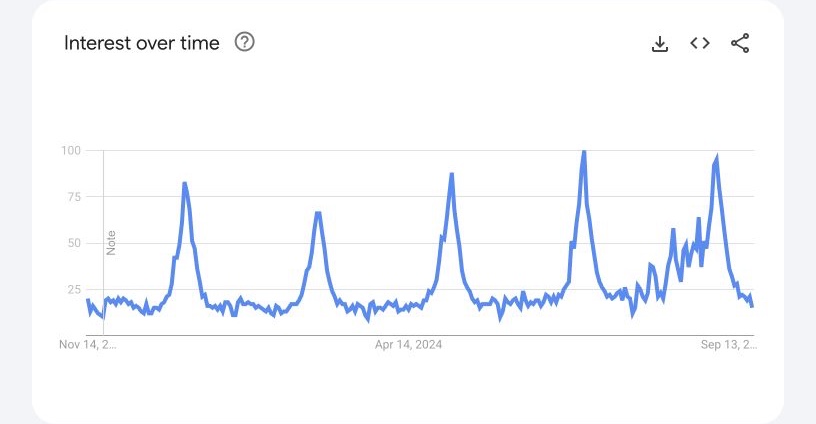 Interest over time
100
75
50
25
Note
Nov 14, 2...
Apr 14, 2024
Sep 13, 2...